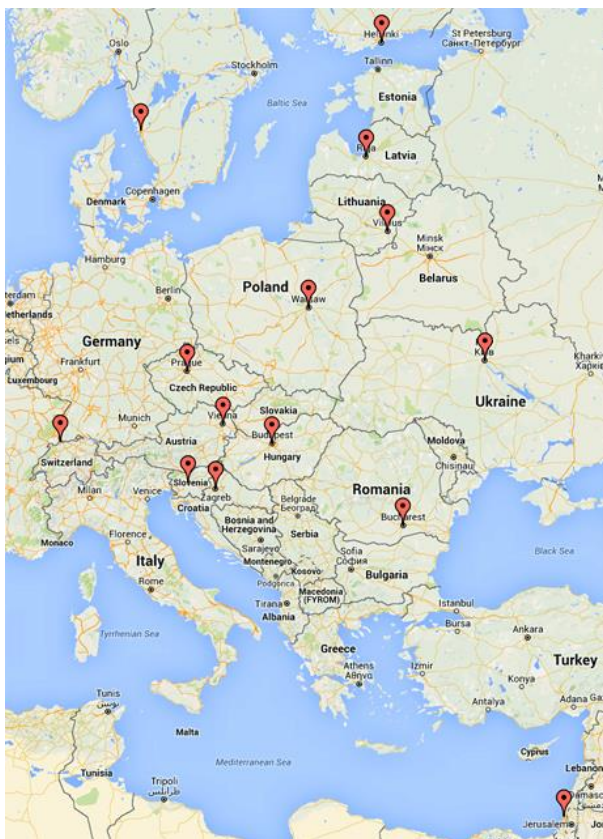 Oslo
Helsinki
St Petersburg
Санкт-Петербург
Stockholm
Tallinn
Estonia
Baltic Sea
Riga
Latvia
Denmark
Copenhagen
Lithuania
Vilnius
Minsk
Мінск
Hamburg
Belarus
Berlin
Poland
Warsaw
Netherlands
Germany
Prague
Frankfurt
Luxembourg
Czech Republic
Ukraine
Munich
Vienna
Slovakia
Austria
Budapest
Hungary
Moldova
Chisinau
Switzerland
Slovenia
Zagreb
Milan
Venice
Croatia
Romania
Belgrade
Београд
Bosnia and
Herzegovina
Serbia
Bucharest
Florence
Monaco
Sarajevo
Montenegro
Kosovo
Sofia
София
Black Sea
Italy
Podgorica
Bulgaria
Rome
Tirana
Macedonia
(FYROM)
Albania
Istanbul
Bursa
Ankara
Tyrrhenian Sea
Greece
Turkey
Athens
Αθήνα
Izmir
Konya
Antalya
Adana
Tunis
تونس
Malta
Mediterranean Sea
Cyprus
Tunisia
Tripoli
طرابلس
Jerusalem